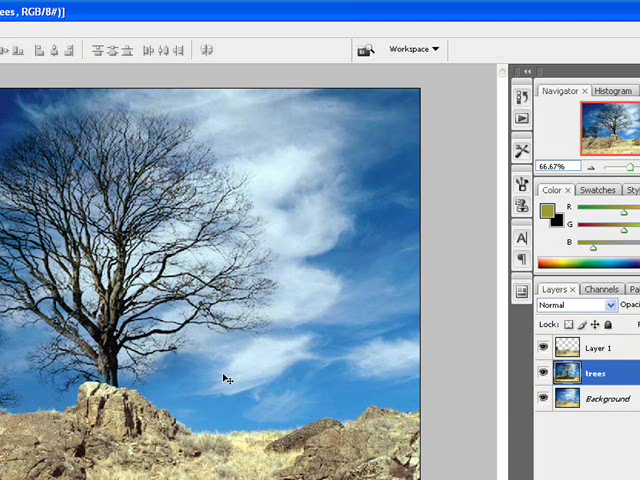 rees, RGB/8#)]
Workspace
Navigator × Histogram
66.67%
Color × Swatches Sty
R
G
B
Layers × Channels Pa
Normal Opaci
Lock: F
Layer 1
trees
Background